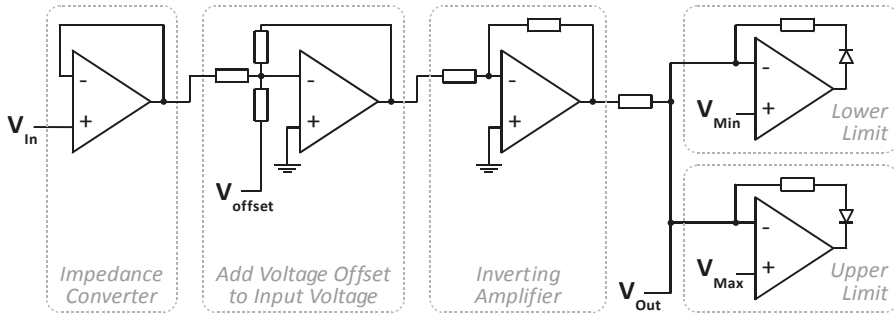 -
+
V In
Impedance
Converter
-
+
V offset
Add Voltage Offset
to Input Voltage
-
+
Inverting
Amplifier
-
+
V Min
Lower
Limit
-
+
V Max
Upper
Limit
V Out